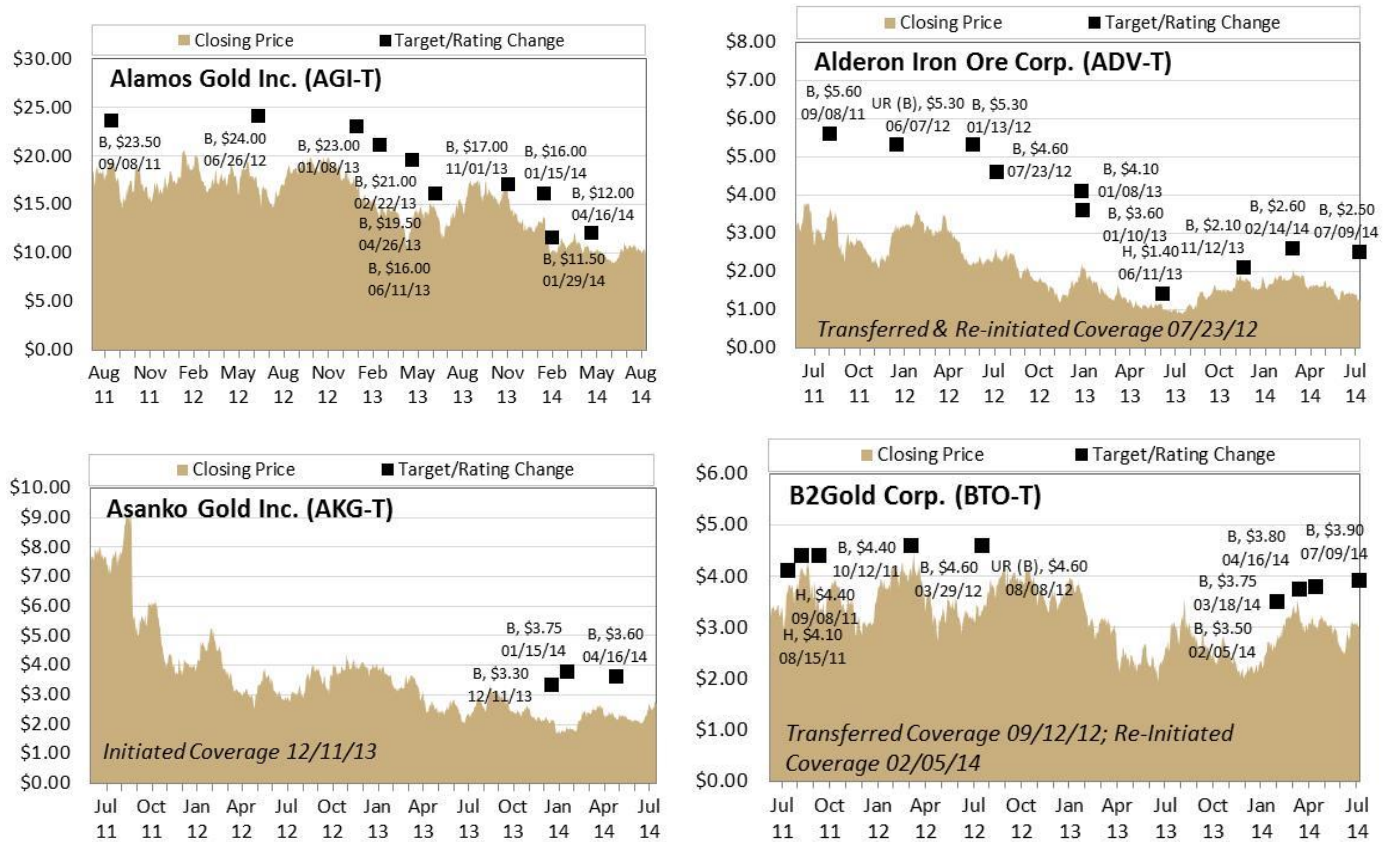 Closing Price Target/Rating Change
$30.00
$25.00
$20.00
$15.00
$10.00
$5.00
$0.00
Alamos Gold Inc. (AGI-T)
B, $23.50
09/08/11
B, $24.00
06/26/12
B, $23.00
01/08/13
B, $21.00
02/22/13
B, $19.50
04/26/13
B, $16.00
06/11/13
B, $17.00
11/01/13
B, $16.00
01/15/14
B, $11.50
01/29/14
B, $12.00
04/16/14
Aug Nov Feb May Aug Nov Feb May Aug Nov Feb May Aug
11 11 12 12 12 12 13 13 13 13 14 14 14
Closing Price Target/Rating Change
$8.00
$7.00
$6.00
$5.00
$4.00
$3.00
$2.00
$1.00
$0.00
Alderon Iron Ore Corp. (ADV-T)
B, $5.60
09/08/11
UR (B), $5.30
06/07/12
B, $5.30
01/13/12
B, $4.60
07/23/12
B, $4.10
01/08/13
B, $3.60
01/10/13
H, $1.40
06/11/13
B, $2.10
11/12/13
B, $2.60
02/14/14
B, $2.50
07/09/14
Transferred & Re-initiated Coverage 07/23/12
Jul Oct Jan Apr Jul Oct Jan Apr Jul Oct Jan Apr Jul
11 11 12 12 12 12 13 13 13 13 14 14 14
Closing Price Target/Rating Change
$10.00
$9.00
$8.00
$7.00
$6.00
$5.00
$4.00
$3.00
$2.00
$1.00
$0.00
Asanko Gold Inc. (AKG-T)
B, $3.30
12/11/13
B, $3.75
01/15/14
B, $3.60
04/16/14
Initiated Coverage 12/11/13
Jul Oct Jan Apr Jul Oct Jan Apr Jul Oct Jan Apr Jul
11 11 12 12 12 12 13 13 13 13 14 14 14
Closing Price Target/Rating Change
$6.00
$5.00
$4.00
$3.00
$2.00
$1.00
$0.00
B2Gold Corp. (BTO-T)
H, $4.10
08/15/11
H, $4.40
09/08/11
B, $4.40
10/12/11
B, $4.60
03/29/12
UR (B), $4.60
08/08/12
B, $3.50
02/05/14
B, $3.75
03/18/14
B, $3.80
04/16/14
B, $3.90
07/09/14
Transferred Coverage 09/12/12; Re-Initiated
Coverage 02/05/14
Jul Oct Jan Apr Jul Oct Jan Apr Jul Oct Jan Apr Jul
11 11 12 12 12 12 13 13 13 13 14 14 14